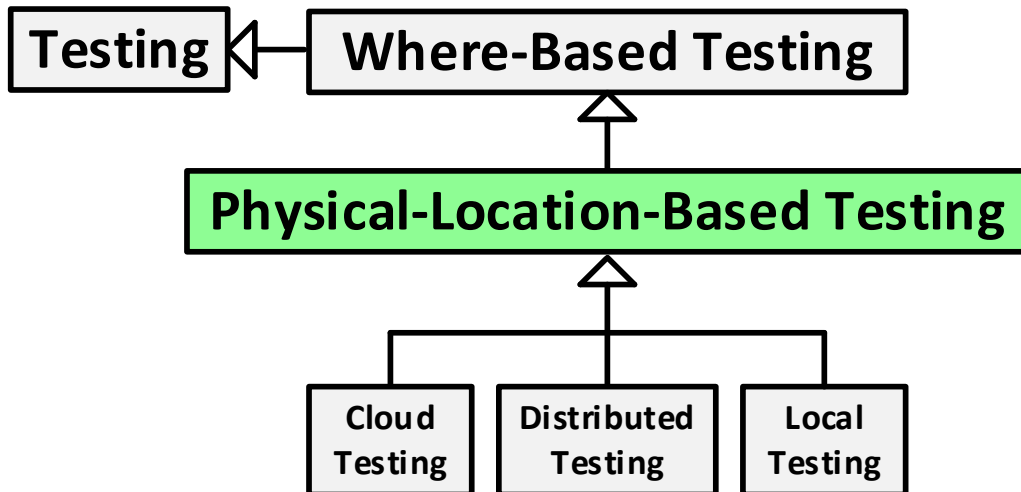 Testing
Where-Based Testing
Physical-Location-Based Testing
Cloud
Testing
Distributed
Testing
Local
Testing